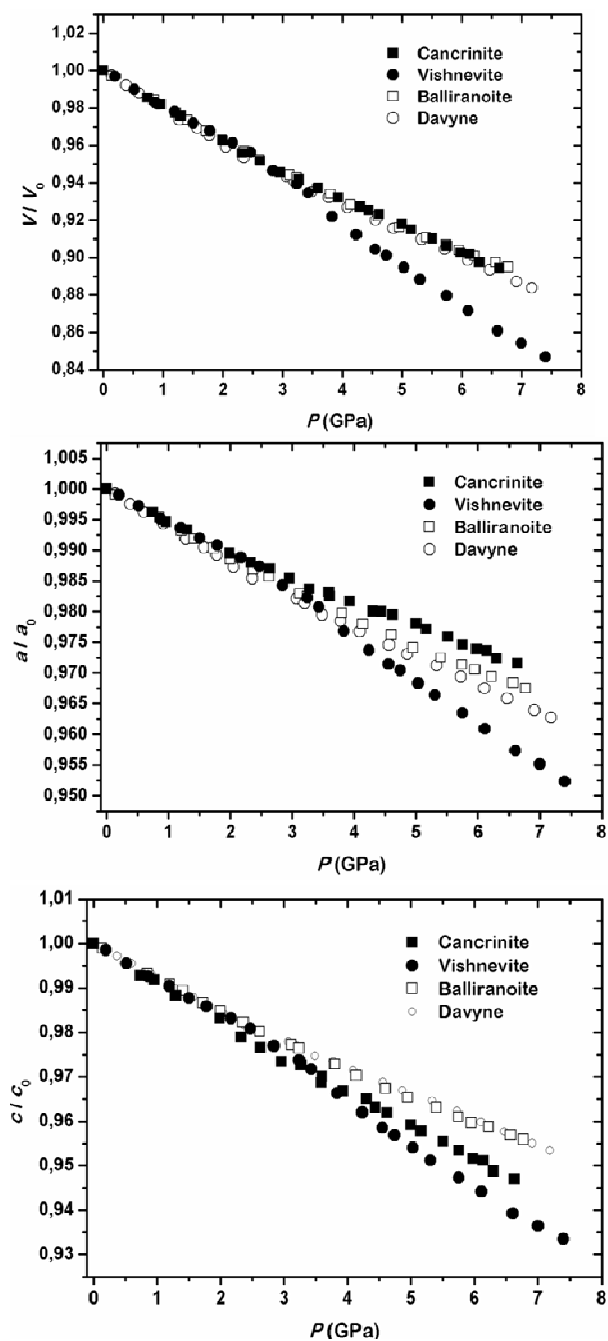 1,02
1,00
0,98
0,96
0,94
0,92
0,90
0,88
0,86
0,84
V / V0
Cancrinite
Vishnevite
Balliranoite
Davyne
0 1 2 3 4 5 6 7 8
P (GPa)
1,005
1,000
0,995
0,990
0,985
0,980
0,975
0,970
0,965
0,960
0,955
0,950
a / a0
Cancrinite
Vishnevite
Balliranoite
Davyne
0 1 2 3 4 5 6 7 8
P (GPa)
1,01
1,00
0,99
0,98
0,97
0,96
0,95
0,94
0,93
c / c0
Cancrinite
Vishnevite
Balliranoite
Davyne
0 1 2 3 4 5 6 7 8
P (GPa)